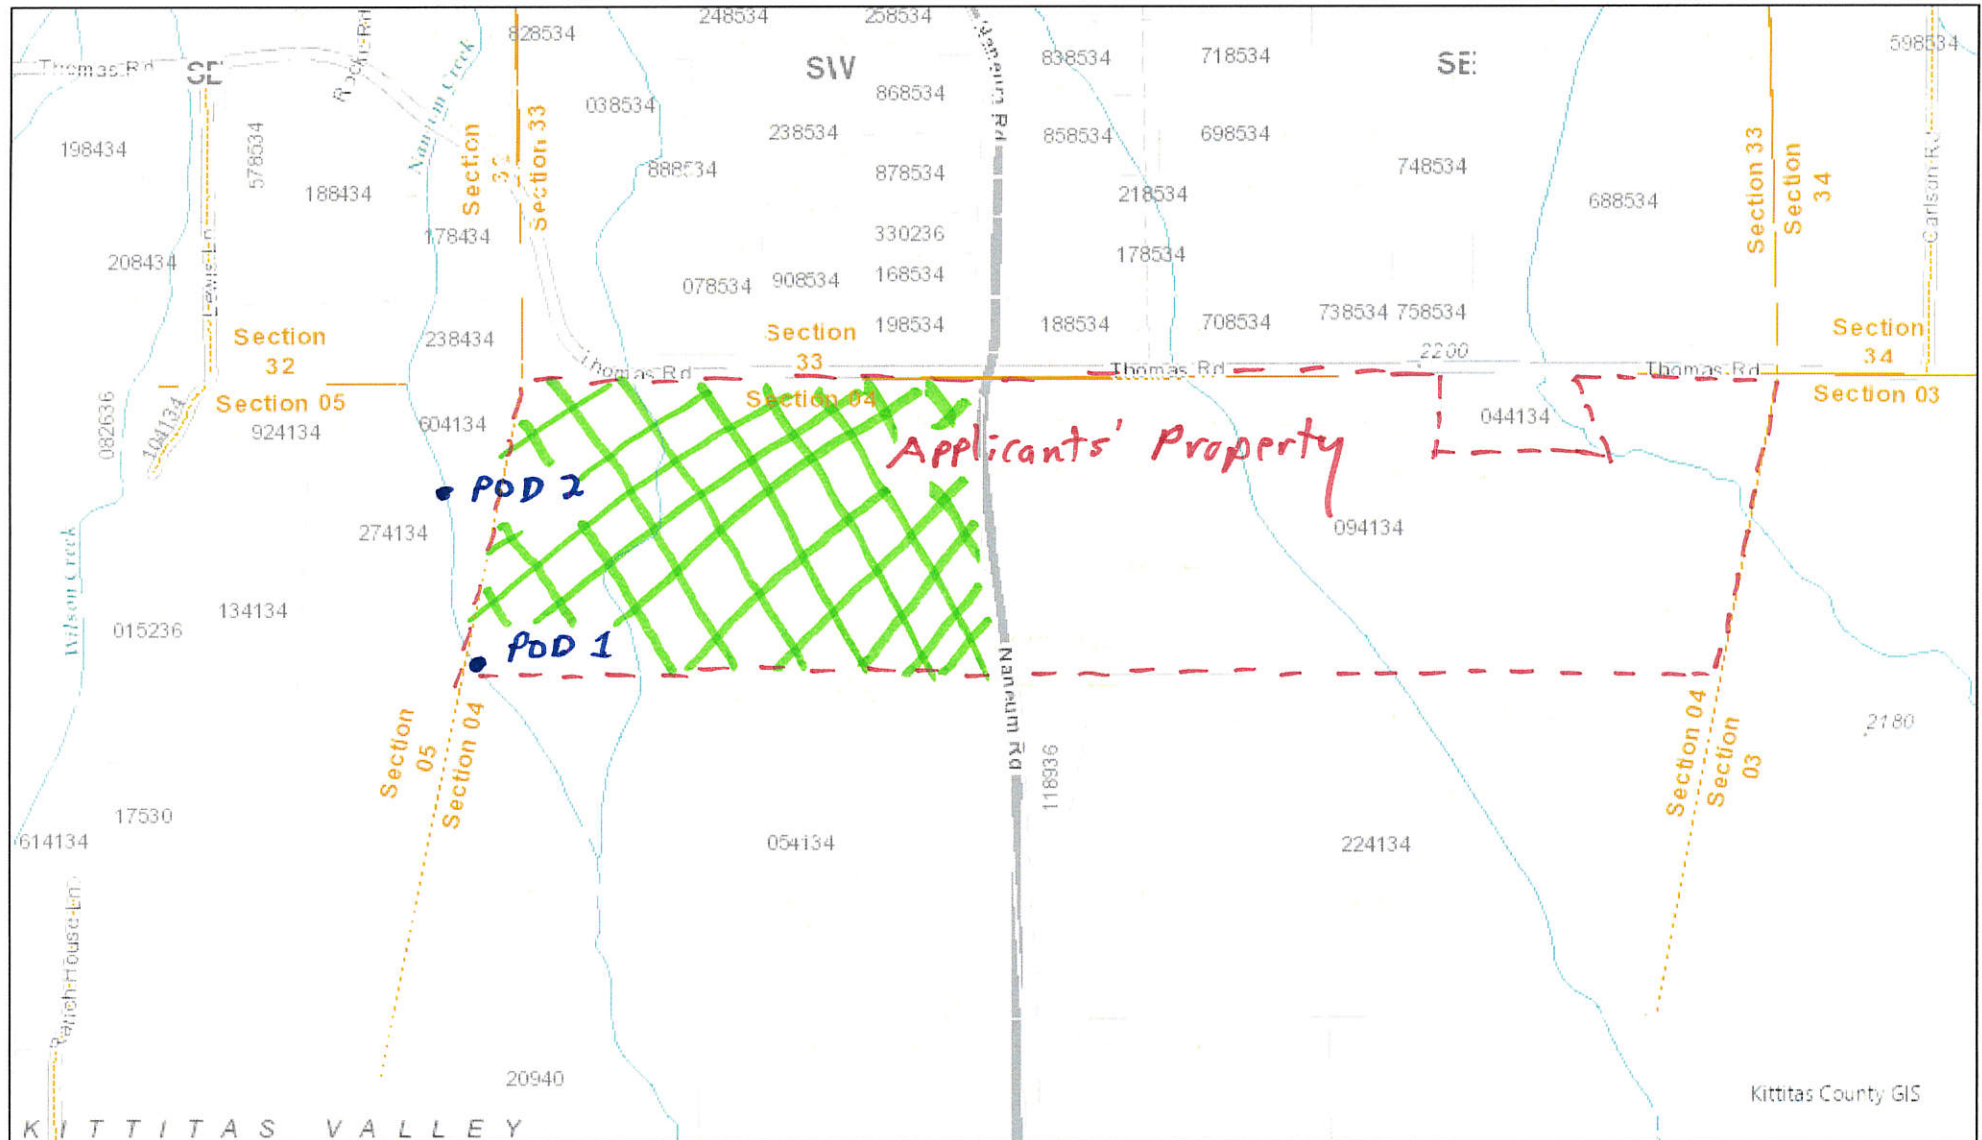 248534
258534
828534
Naneum Rd
838534
718534
598534
Thomas Rd
SE
SW
SE
Naneum Creek
038534
868534
198434
578534
238534
858534
698534
Section 33
Section
34
Carlson Rd
Section
Section 33
888534
878534
748534
188434
218534
688534
178434
330236
178534
208434
Lewis Ln
078534
908534
168534
198534
188534
708534
738534
758534
Section
32
238434
Section
33
2200
Section
34
Thomas Rd
Thomas Rd
Thomas Rd
Section 05
Section 04
Section 03
082636
104134
924134
604134
044134
Applicants' Property
POD 2
274134
094134
Wilson Creek
134134
015236
POD 1
Naneum Rd
Section
05
Section 04
Section 04
Section
03
2180
118936
17530
614134
054134
224134
Ranch House Ln
20940
Kittitas County GIS
KITTITAS VALLEY